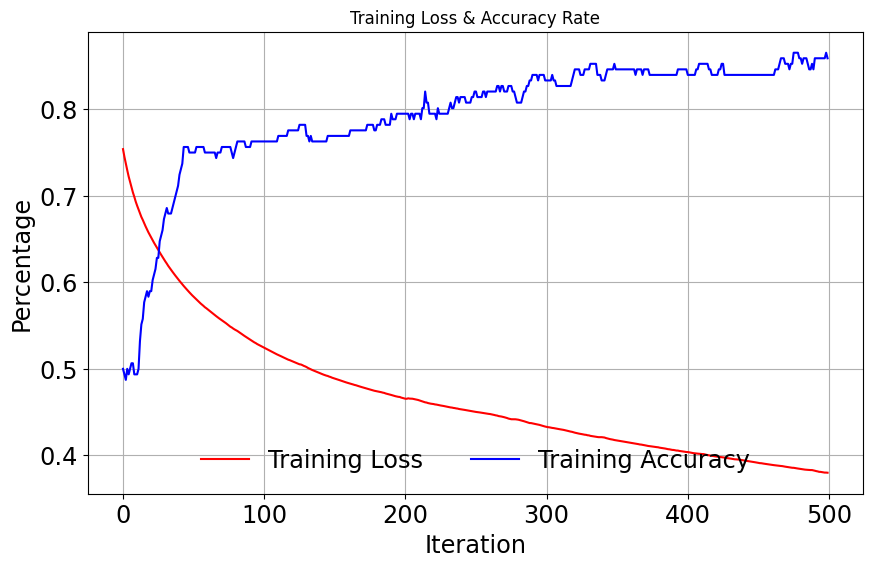 Training Loss & Accuracy Rate
Percentage
0.8
0.7
0.6
0.5
0.4
Training Loss
Training Accuracy
0
100
200
300
400
500
Iteration